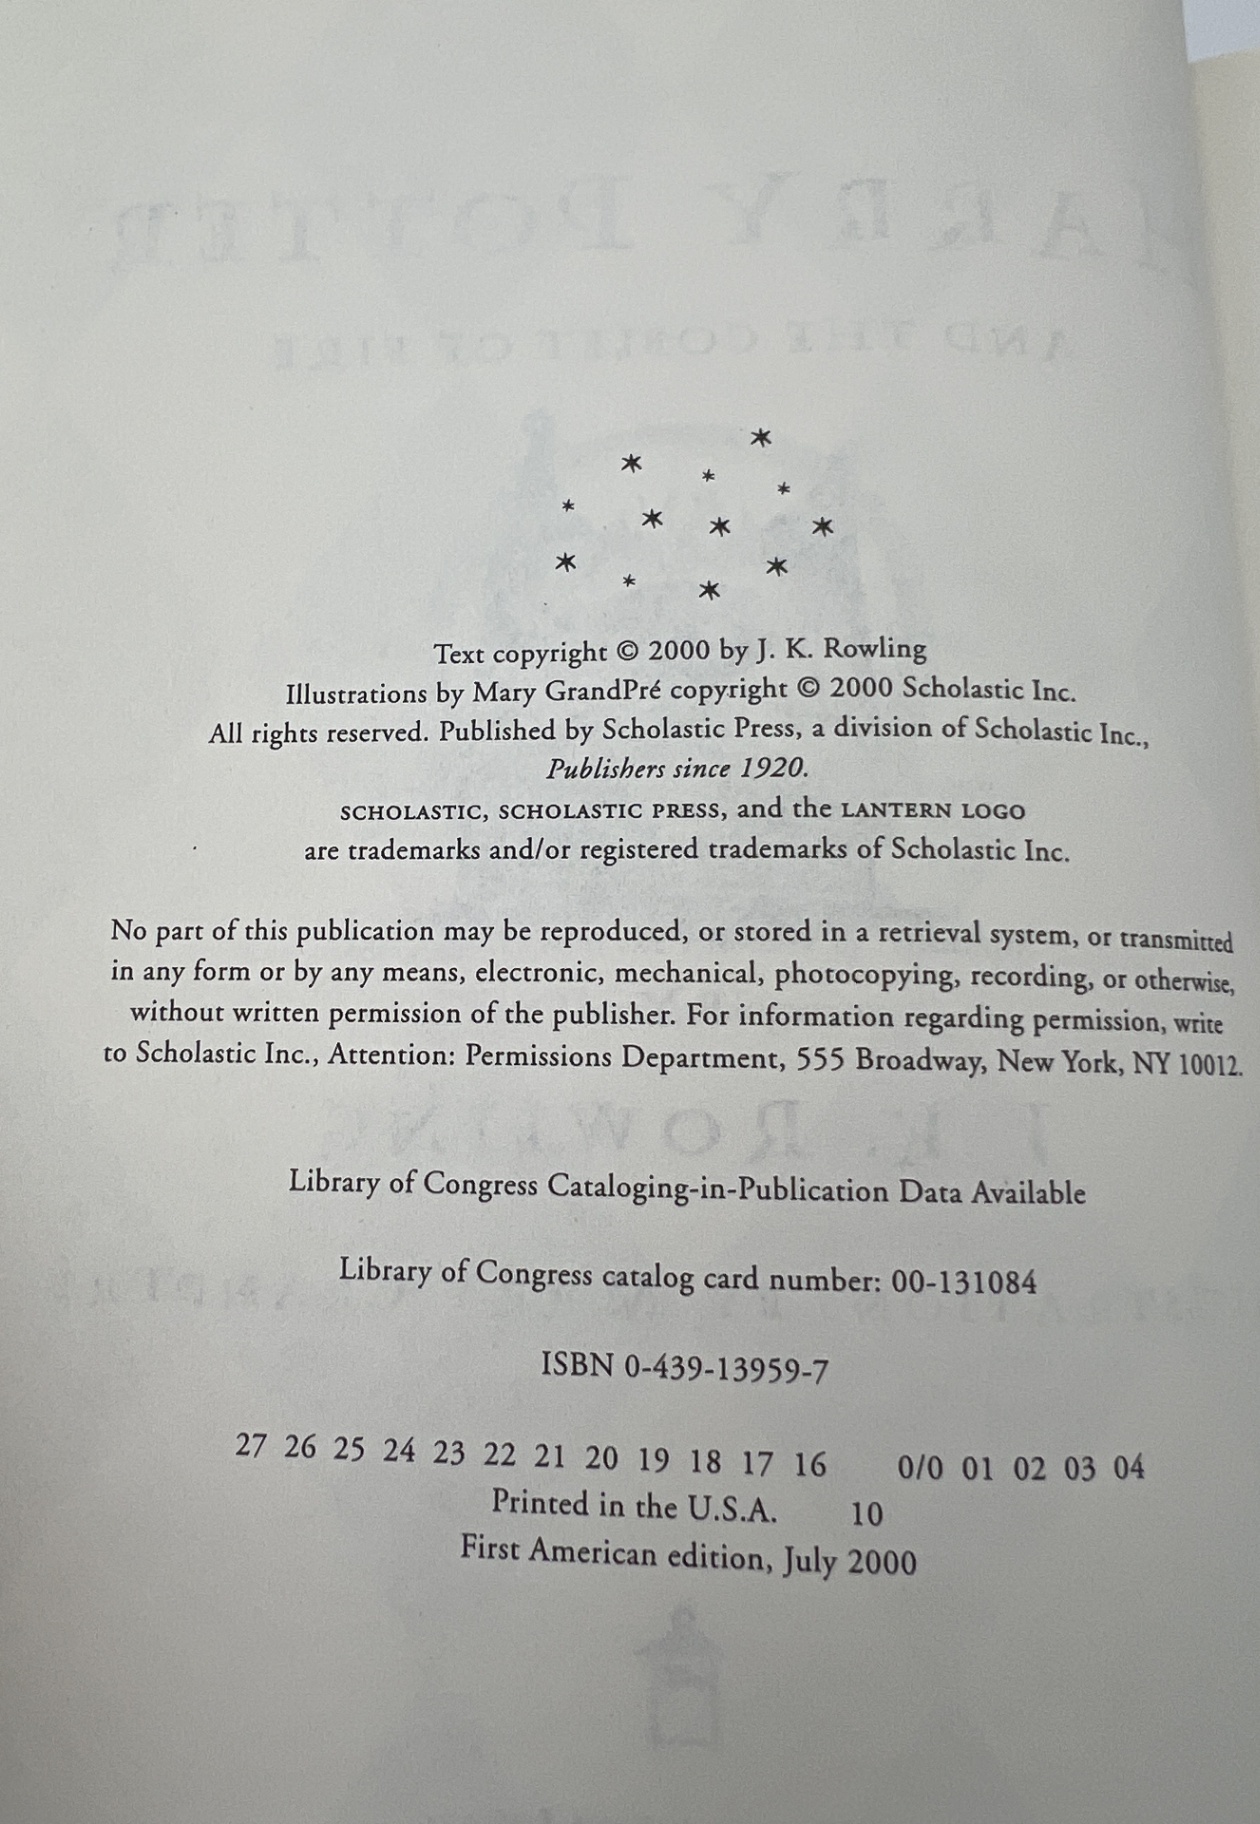 Text copyright © 2000 by J. K. Rowling
Illustrations by Mary GrandPré copyright © 2000 Scholastic Inc.
All rights reserved. Published by Scholastic Press, a division of Scholastic Inc.,
Publishers since 1920.
SCHOLASTIC, SCHOLASTIC PRESS, and the LANTERN LOGO
are trademarks and/or registered trademarks of Scholastic Inc.
No part of this publication may be reproduced, or stored in a retrieval system, or transmitted
in any form or by any means, electronic, mechanical, photocopying, recording, or otherwise,
without written permission of the publisher. For information regarding permission, write
to Scholastic Inc., Attention: Permissions Department, 555 Broadway, New York, NY 10012.
Library of Congress Cataloging-in-Publication Data Available
Library of Congress catalog card number: 00-131084
ISBN 0-439-13959-7
27 26 25 24 23 22 21 20 19 18 17 16 0/0 01 02 03 04
Printed in the U.S.A. 10
First American edition, July 2000